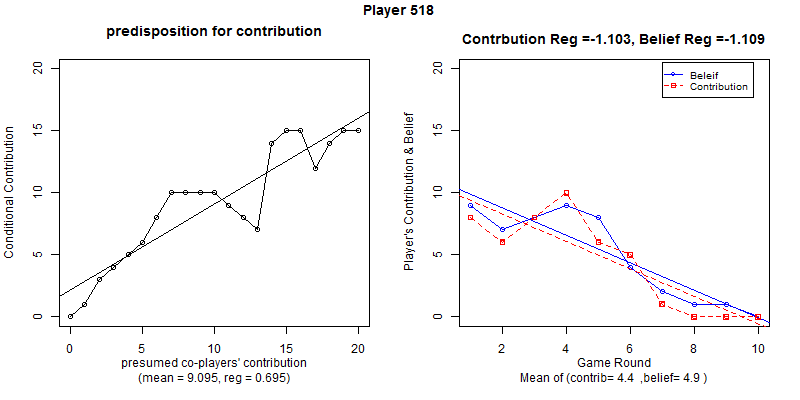 Player 518
predisposition for contribution
Conditional Contribution
20
15
10
5
0
0 5 10 15 20
presumed co-players' contribution
(mean = 9.095, reg = 0.695)
Contrbution Reg =-1.103, Belief Reg =-1.109
Player's Contribution & Belief
20
15
10
5
0
Beleif
Contribution
2 4 6 8 10
Game Round
Mean of (contrib= 4.4 ,belief= 4.9 )